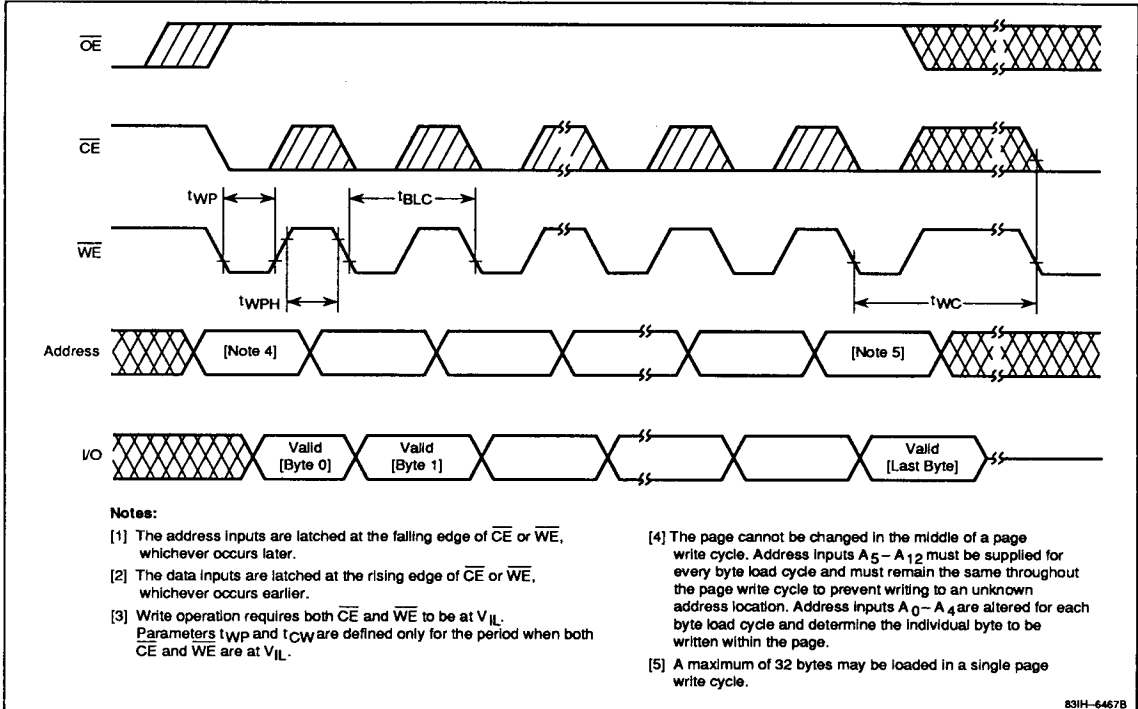 OE
CE
tWP
tBLC
WE
tWPH
tWC
Address
[Note 4]
[Note 5]
I/O
Valid
[Byte 0]
Valid
[Byte 1]
Valid
[Last Byte]
Notes:
[1] The address inputs are latched at the falling edge of CE or WE,
whichever occurs later.
[2] The data inputs are latched at the rising edge of CE or WE,
whichever occurs earlier.
[3] Write operation requires both CE and WE to be at VIL.
Parameters tWP and tCW are defined only for the period when both
CE and WE are at VIL.
[4] The page cannot be changed in the middle of a page
write cycle. Address inputs A5–A12 must be supplied for
every byte load cycle and must remain the same throughout
the page write cycle to prevent writing to an unknown
address location. Address inputs A0–A4 are altered for each
byte load cycle and determine the individual byte to be
written within the page.
[5] A maximum of 32 bytes may be loaded in a single page
write cycle.
83IH-6467B